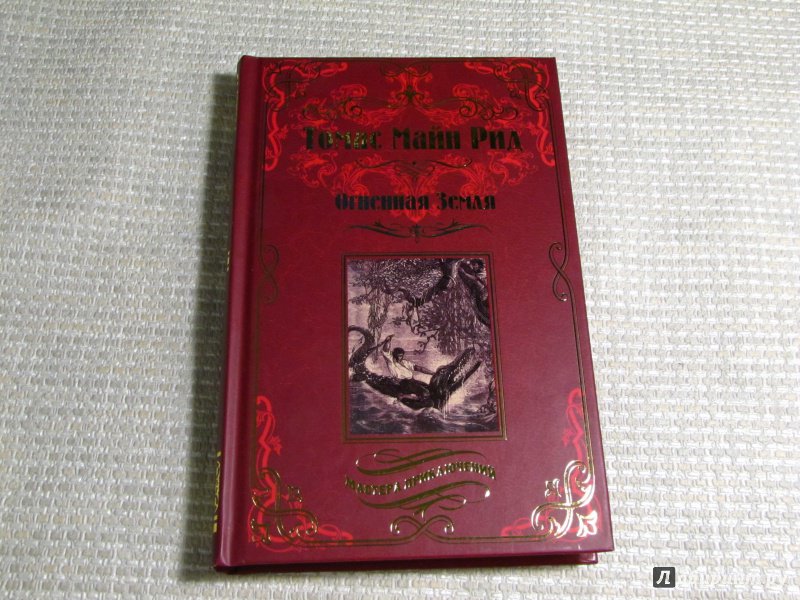 Томас Майн Рид
Огненная Земля
МАСТЕРА ПРИКЛЮЧЕНИЙ